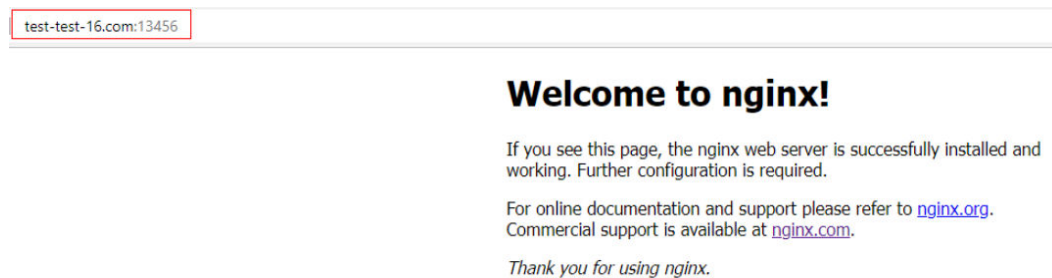 test-test-16.com:13456
Welcome to nginx!
If you see this page, the nginx web server is successfully installed and
working. Further configuration is required.
For online documentation and support please refer to nginx.org.
Commercial support is available at nginx.com.
Thank you for using nginx.